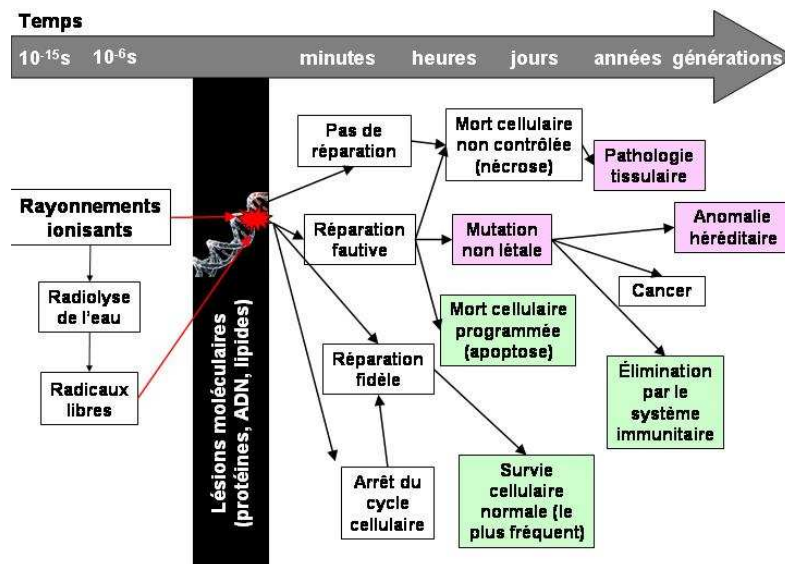 Temps
10-15s 10-6s minutes heures jours années générations
Rayonnements
ionisants
Radiolyse
de l'eau
Radicaux
libres
Lésions moléculaires
(protéines, ADN, lipides)
Pas de
réparation
Réparation
fautive
Réparation
fidèle
Arrêt du
cycle
cellulaire
Mort cellulaire
non contrôlée
(nécrose)
Mutation
non létale
Mort cellulaire
programmée
(apoptose)
Survie
cellulaire
normale (le
plus fréquent)
Pathologie
tissulaire
Anomalie
héréditaire
Cancer
Élimination
par le
système
immunitaire